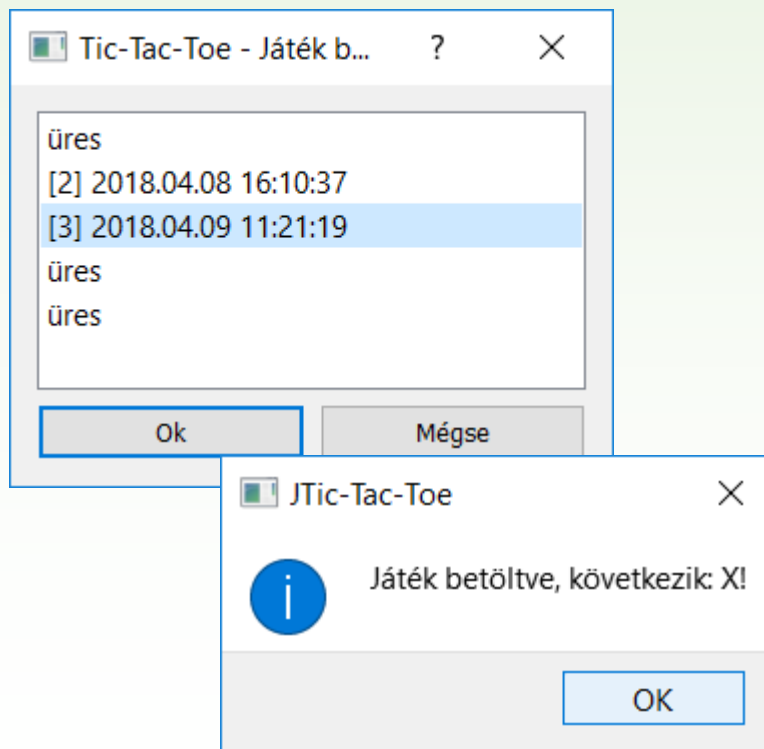 Tic-Tac-Toe - Játék b...
?
üres
[2] 2018.04.08 16:10:37
[3] 2018.04.09 11:21:19
üres
üres
Ok
Mégse
JTic-Tac-Toe
Játék betöltve, következik: X!
OK